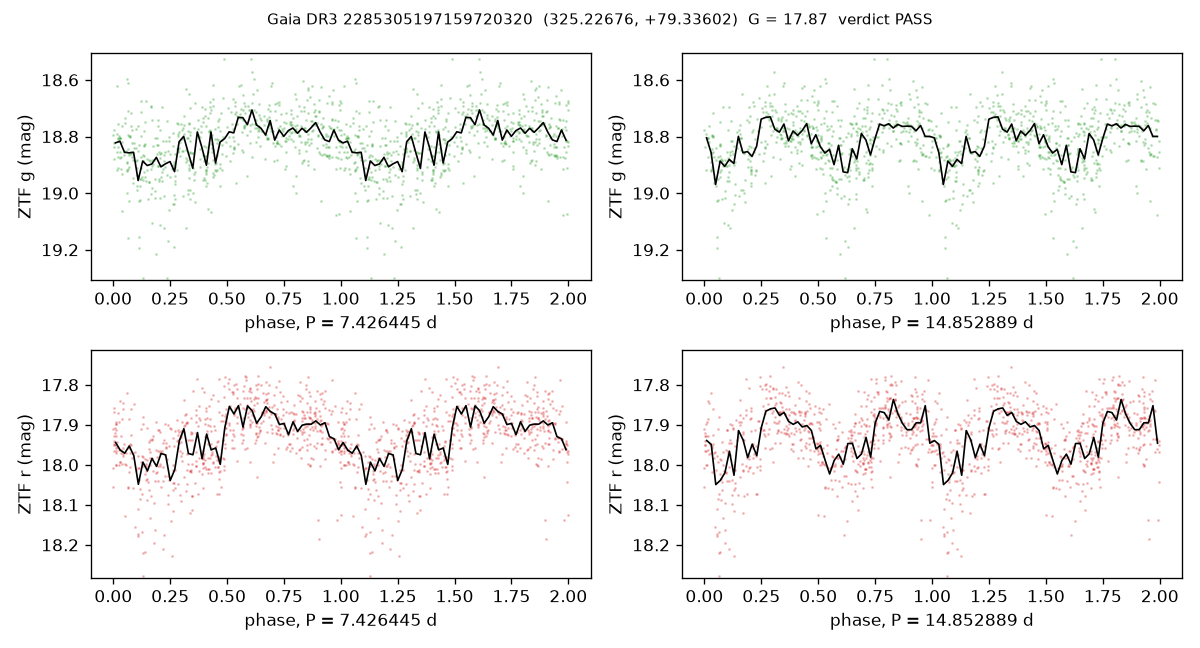 Gaia DR3 2285305197159720320 (325.22676, +79.33602) G = 17.87 verdict PASS
ZTF g (mag)
18.6
18.8
19.0
19.2
0.00 0.25 0.50 0.75 1.00 1.25 1.50 1.75 2.00
phase, P = 7.426445 d
ZTF g (mag)
18.6
18.8
19.0
19.2
0.00 0.25 0.50 0.75 1.00 1.25 1.50 1.75 2.00
phase, P = 14.852889 d
ZTF r (mag)
17.8
17.9
18.0
18.1
18.2
0.00 0.25 0.50 0.75 1.00 1.25 1.50 1.75 2.00
phase, P = 7.426445 d
ZTF r (mag)
17.8
17.9
18.0
18.1
18.2
0.00 0.25 0.50 0.75 1.00 1.25 1.50 1.75 2.00
phase, P = 14.852889 d